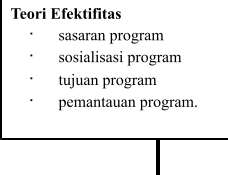 Teori Efektifitas
· sasaran program
· sosialisasi program
· tujuan program
· pemantauan program.